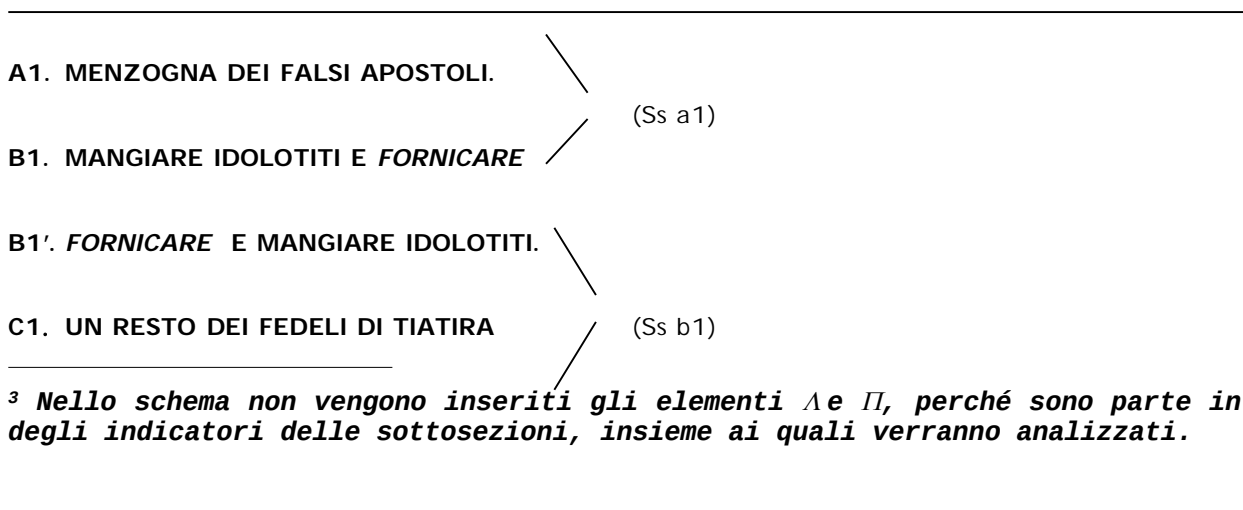 A1. MENZOGNA DEI FALSI APOSTOLI.
(Ss a1)
B1. MANGIARE IDOLOTITI E FORNICARE
B1'. FORNICARE E MANGIARE IDOLOTITI.
C1. UN RESTO DEI FEDELI DI TIATIRA (Ss b1)
³ Nello schema non vengono inseriti gli elementi Λ e Π, perché sono parte in
degli indicatori delle sottosezioni, insieme ai quali verranno analizzati.